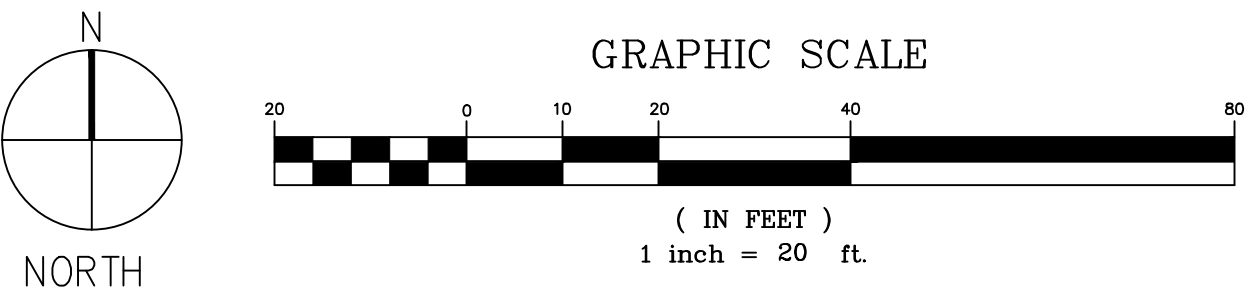 N
NORTH
GRAPHIC SCALE
20 0 10 20 40 80
( IN FEET )
1 inch = 20 ft.